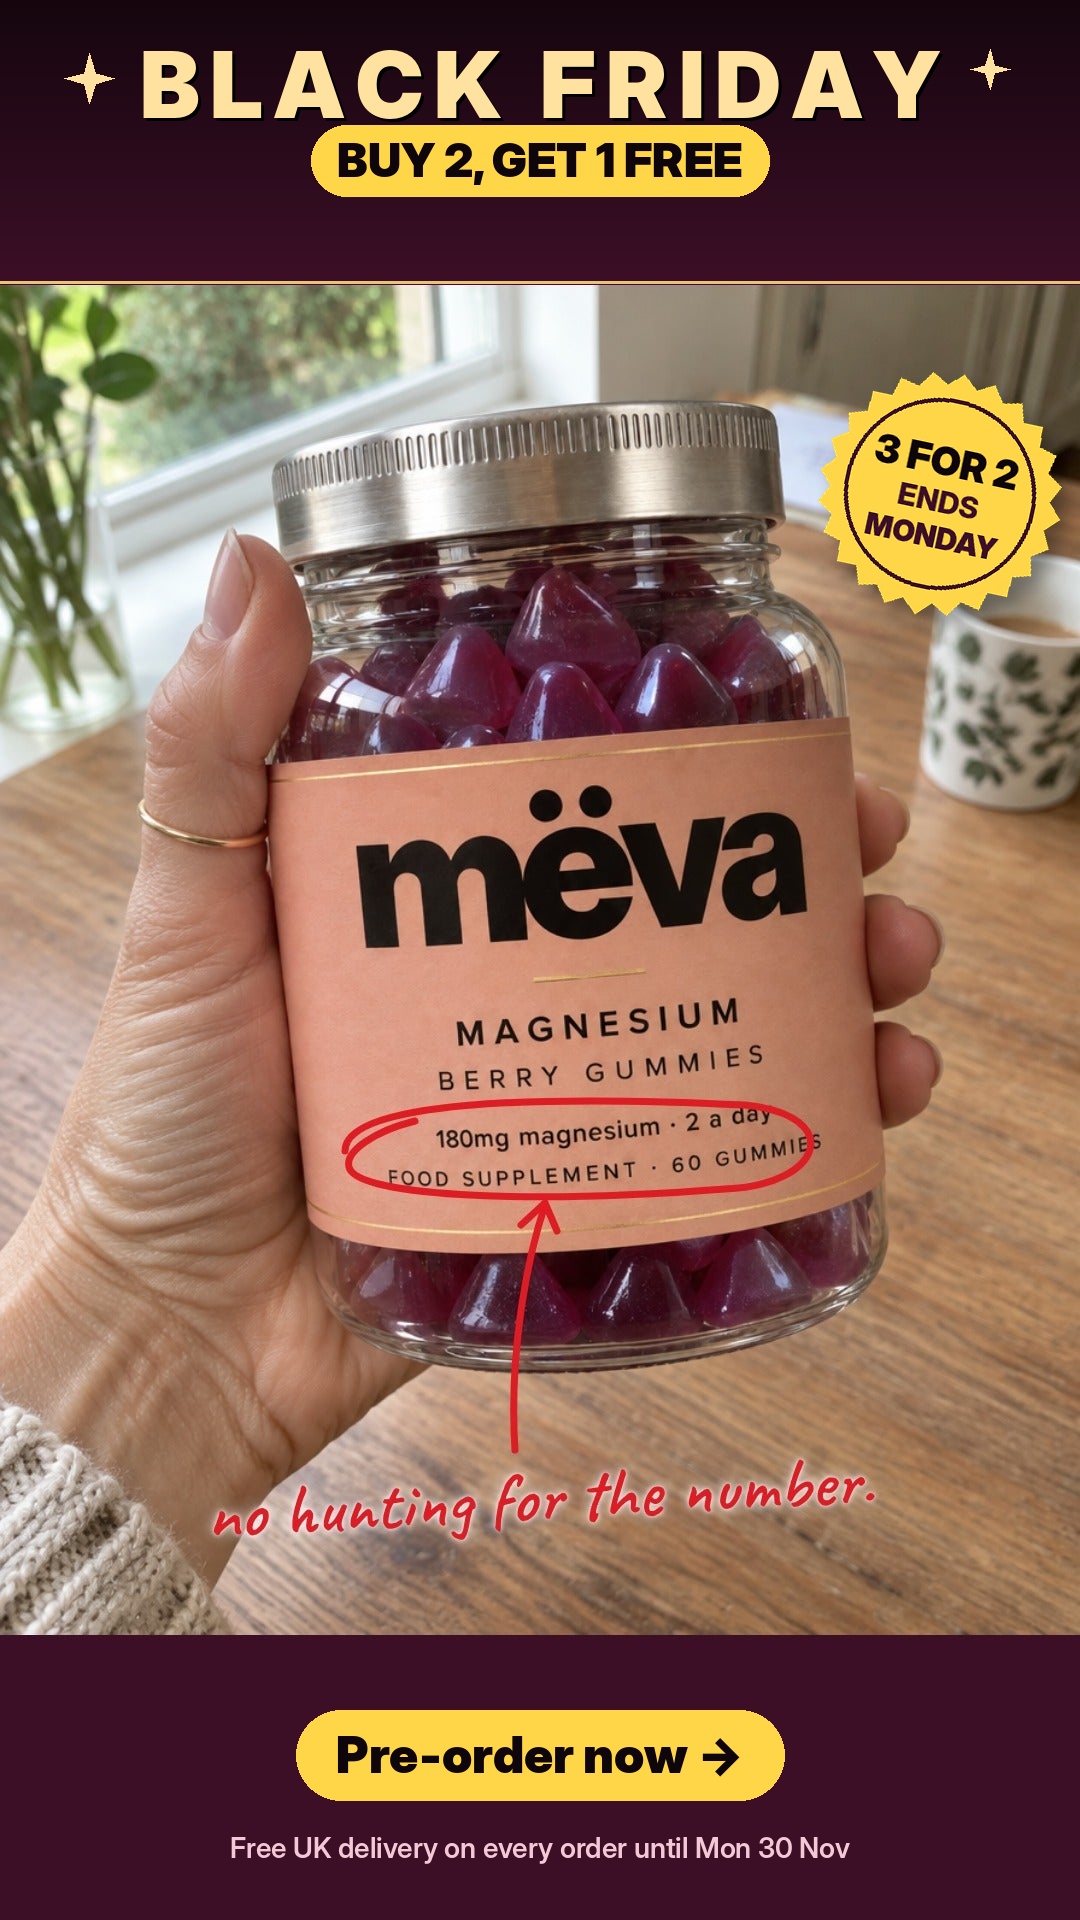 BLACK FRIDAY
BUY 2, GET 1 FREE
3 FOR 2
ENDS
MONDAY
mëva
MAGNESIUM
BERRY GUMMIES
180mg magnesium · 2 a day
FOOD SUPPLEMENT · 60 GUMMIES
no hunting for the number.
Pre-order now →
Free UK delivery on every order until Mon 30 Nov